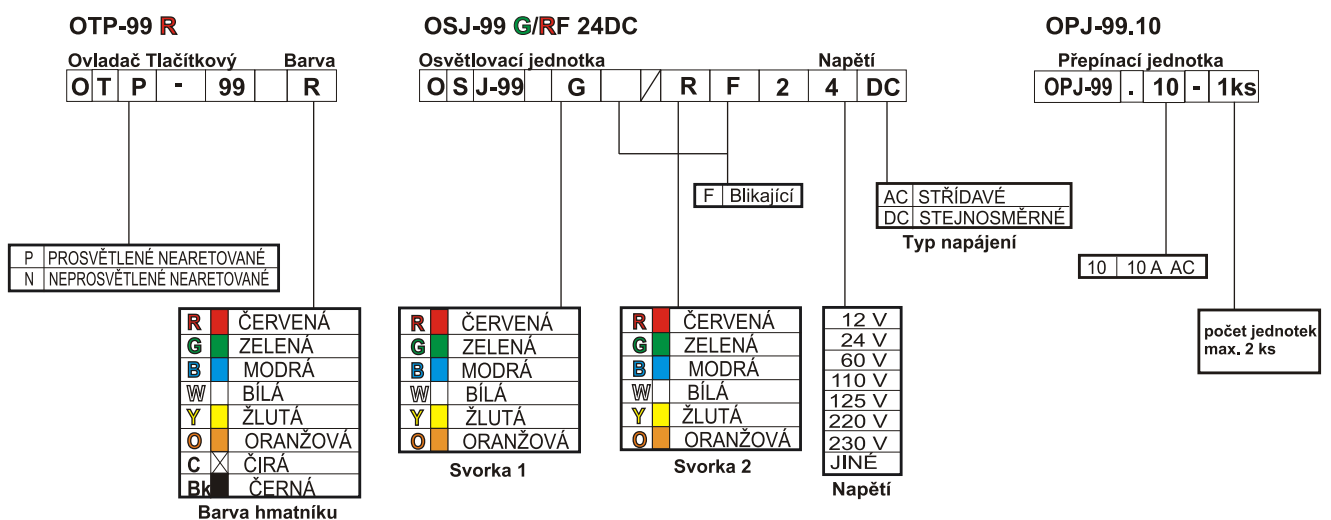 OTP-99 R
OSJ-99 G/RF 24DC
OPJ-99.10
Ovladač Tlačítkový Barva
Osvětlovací jednotka Napětí
Přepínací jednotka
O T P - 99 R
O S J-99 G / R F 2 4 DC
OPJ-99 . 10 - 1ks
F Blikající
AC STŘÍDAVÉ
DC STEJNOSMĚRNÉ
Typ napájení
P PROSVĚTLENÉ NEARETOVANÉ
N NEPROSVĚTLENÉ NEARETOVANÉ
10 10 A AC
R ČERVENÁ
G ZELENÁ
B MODRÁ
W BÍLÁ
Y ŽLUTÁ
O ORANŽOVÁ
C ČIRÁ
Bk ČERNÁ
Barva hmatníku
R ČERVENÁ
G ZELENÁ
B MODRÁ
W BÍLÁ
Y ŽLUTÁ
O ORANŽOVÁ
Svorka 1
R ČERVENÁ
G ZELENÁ
B MODRÁ
W BÍLÁ
Y ŽLUTÁ
O ORANŽOVÁ
Svorka 2
12 V
24 V
60 V
110 V
125 V
220 V
230 V
JINÉ
Napětí
počet jednotek
max. 2 ks